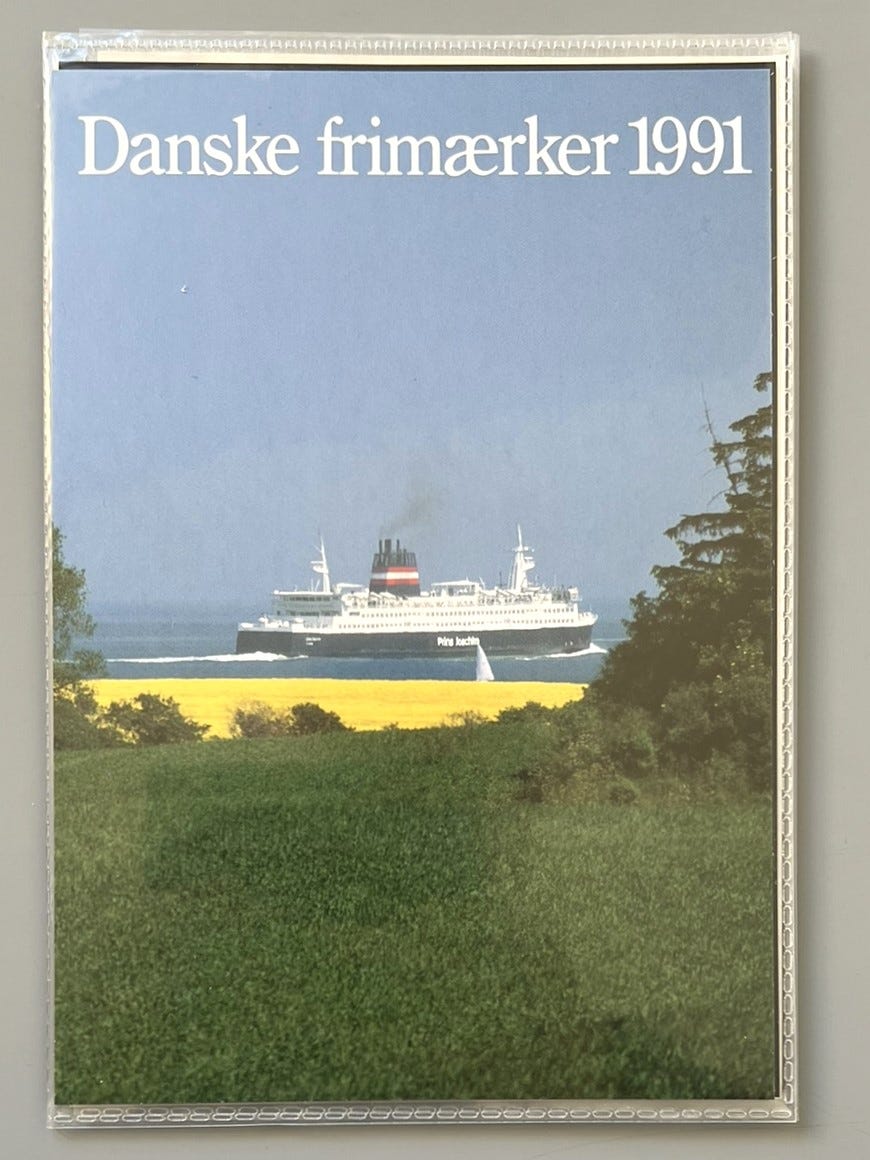 Danske frimærker 1991
Prins Joachim